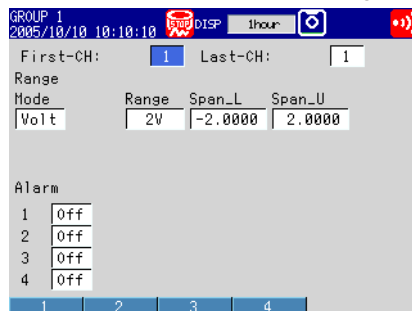 GROUP 1
2005/10/10 10:10:10 STOP DISP 1hour
First-CH: 1 Last-CH: 1
Range
Mode Range Span_L Span_U
Volt 2V -2.0000 2.0000
Alarm
1 Off
2 Off
3 Off
4 Off
1 2 3 4